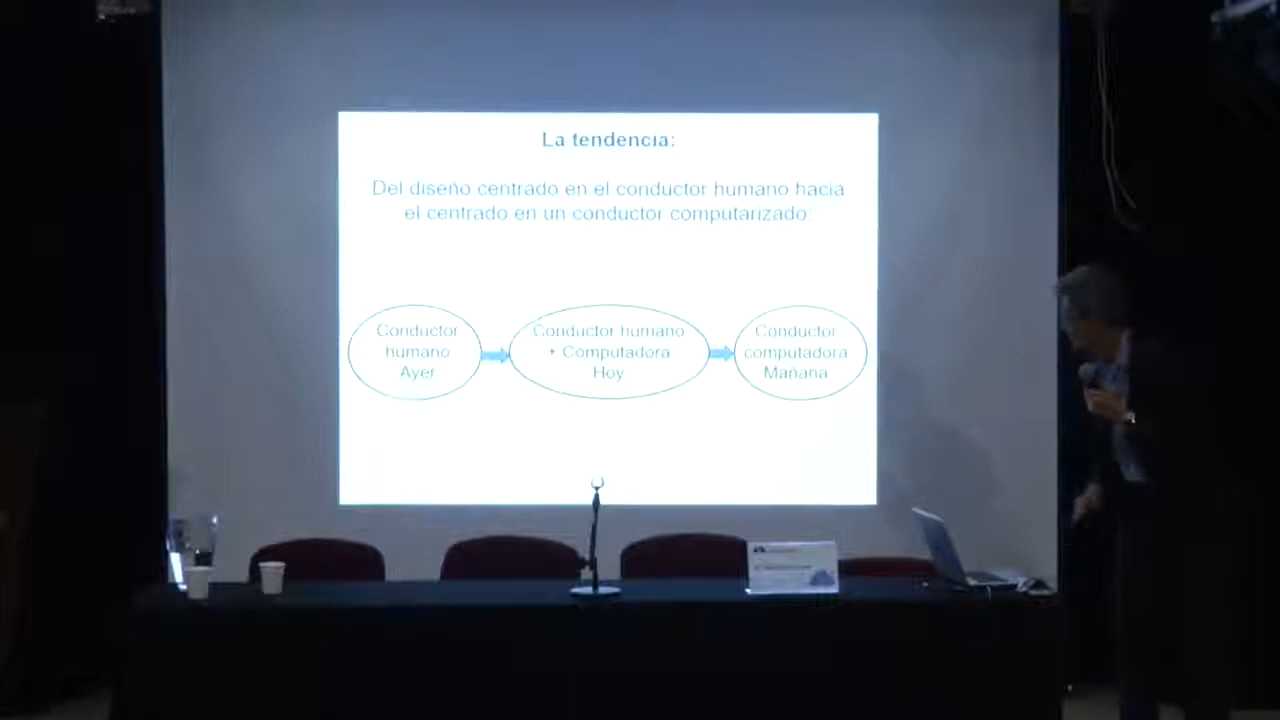 La tendencia:
Del diseño centrado en el conductor humano hacia
el centrado en un conductor computarizado:
Conductor
humano
Ayer
Conductor humano
+ Computadora
Hoy
Conductor
computadora
Mañana